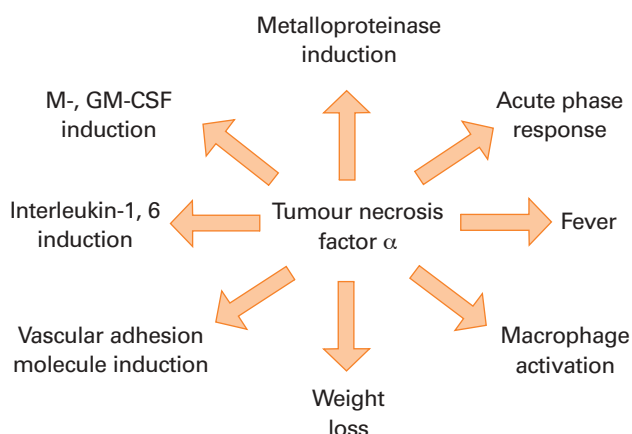 Metalloproteinase
induction
M-, GM-CSF
induction
Acute phase
response
Interleukin-1, 6
induction
Tumour necrosis
factor α
Fever
Vascular adhesion
molecule induction
Macrophage
activation
Weight
loss